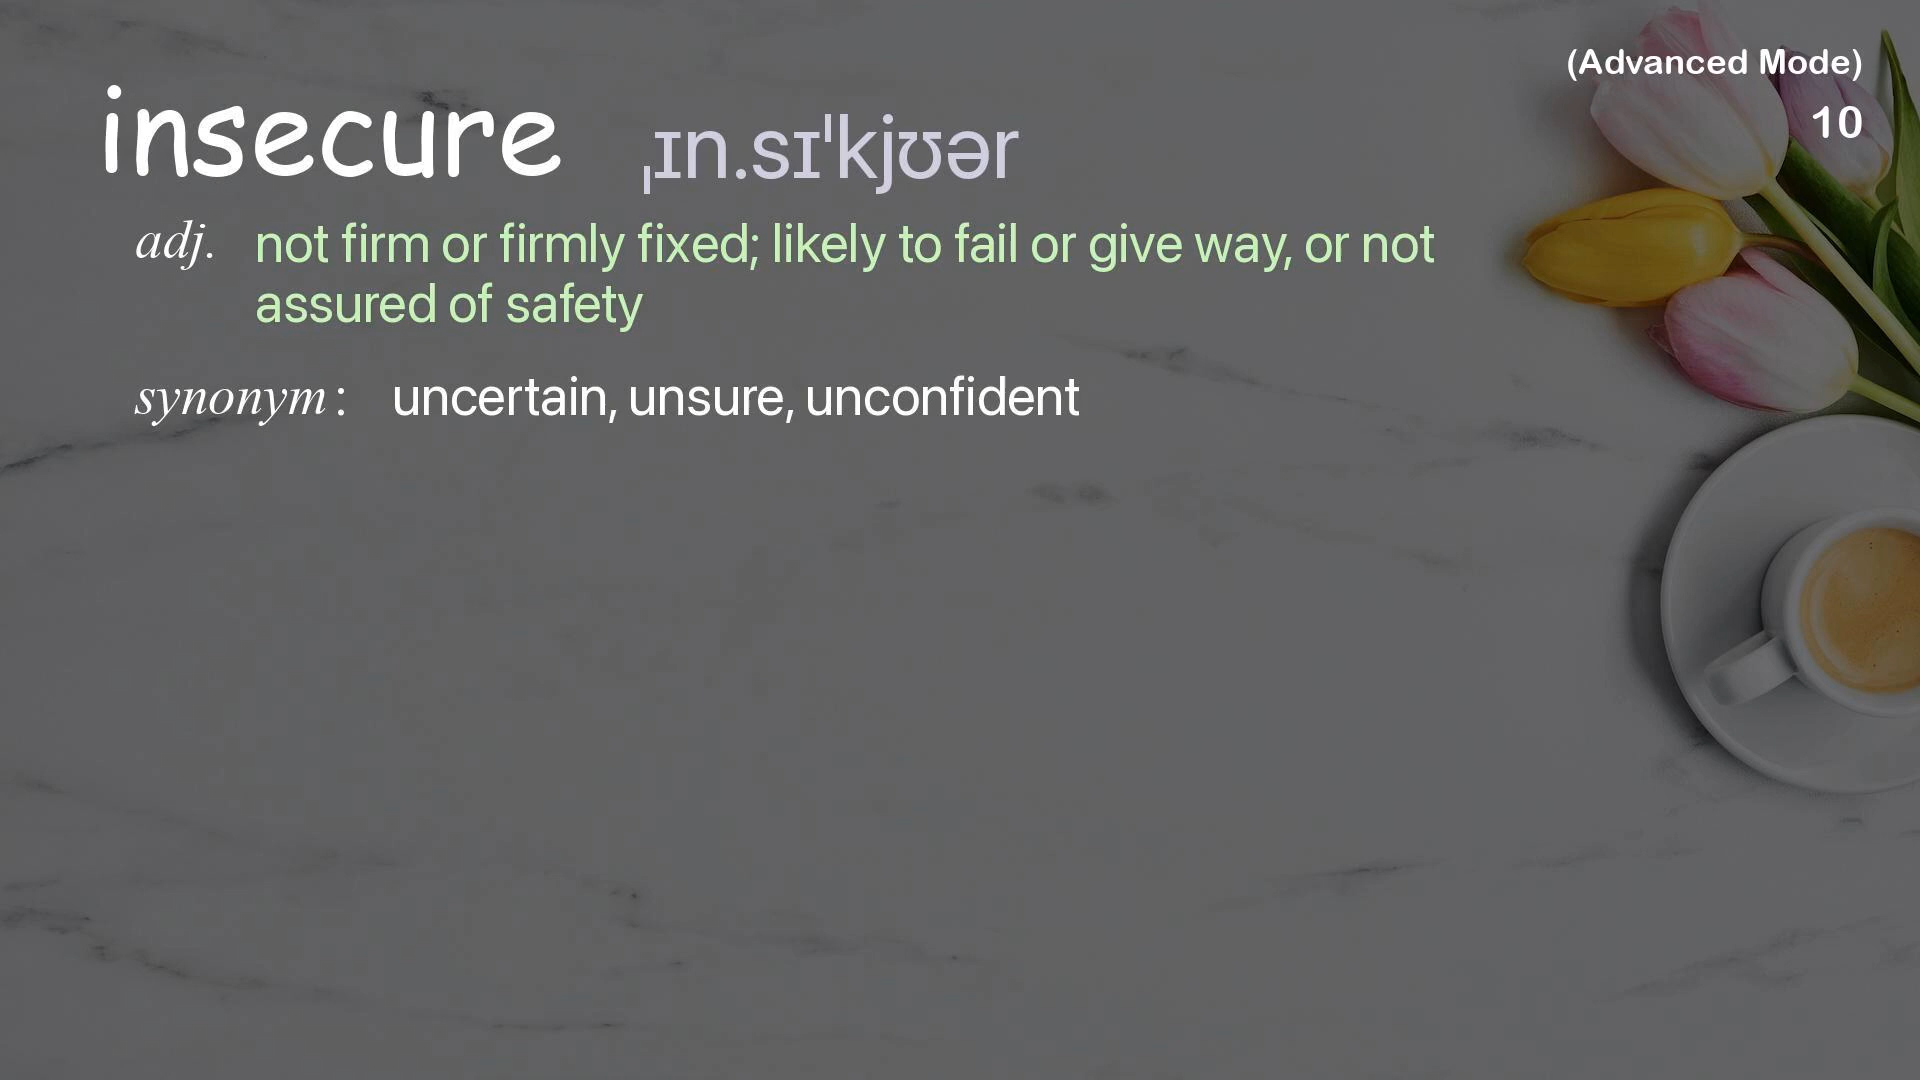 (Advanced Mode)
10
insecure ˌɪn.sɪˈkjʊər
adj. not firm or firmly fixed; likely to fail or give way, or not
assured of safety
synonym: uncertain, unsure, unconfident